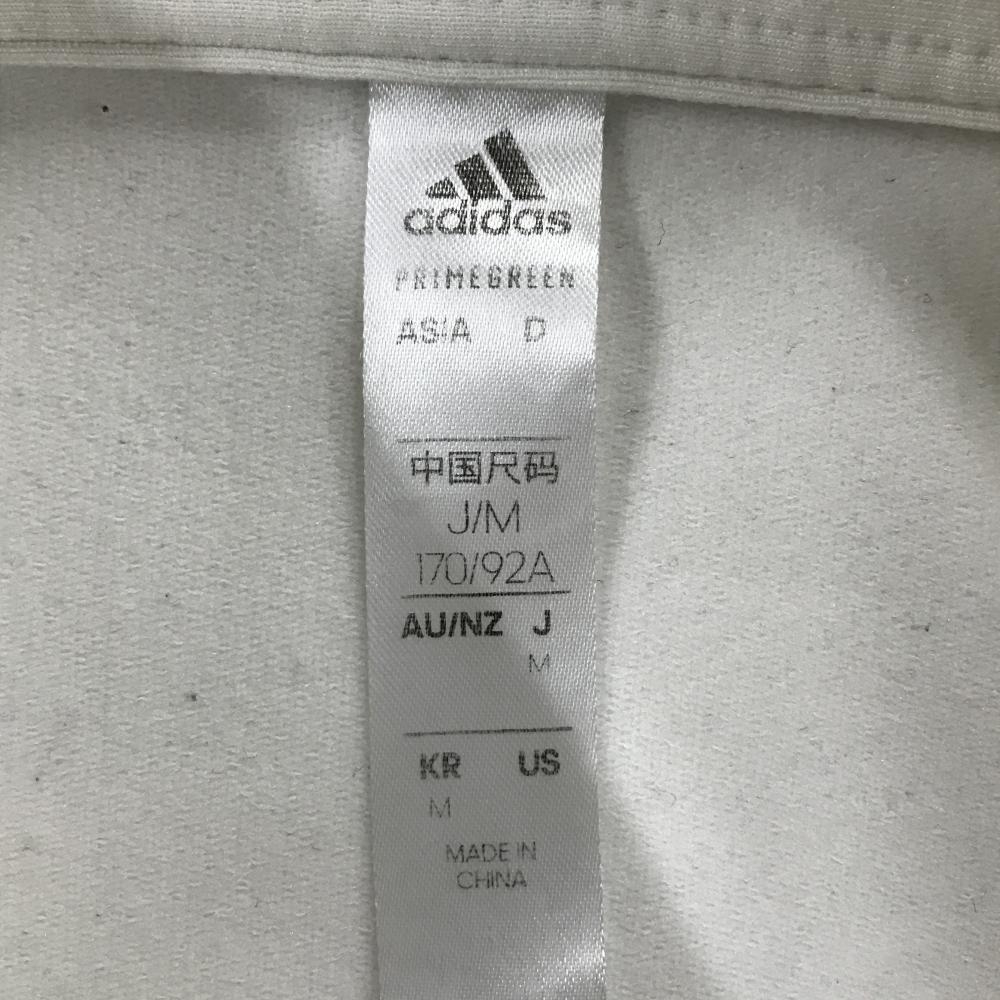 adidas
PRIMEGREEN
ASIA D
中国尺码
J/M
170/92A
AU/NZ J
M
KR US
M
MADE IN
CHINA